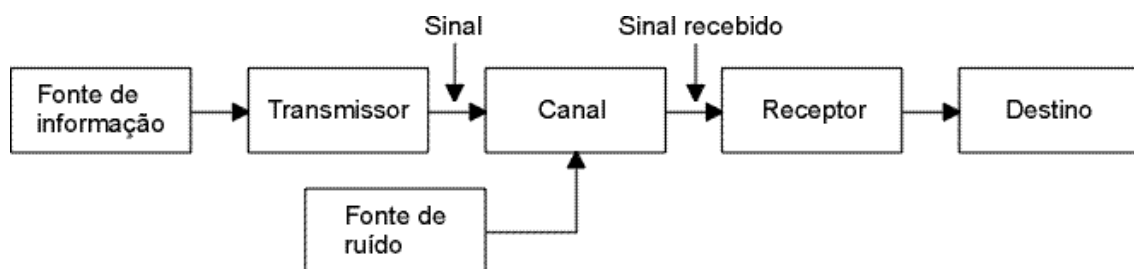 Sinal
Sinal recebido
Fonte de
informação
Transmissor
Canal
Receptor
Destino
Fonte de
ruído